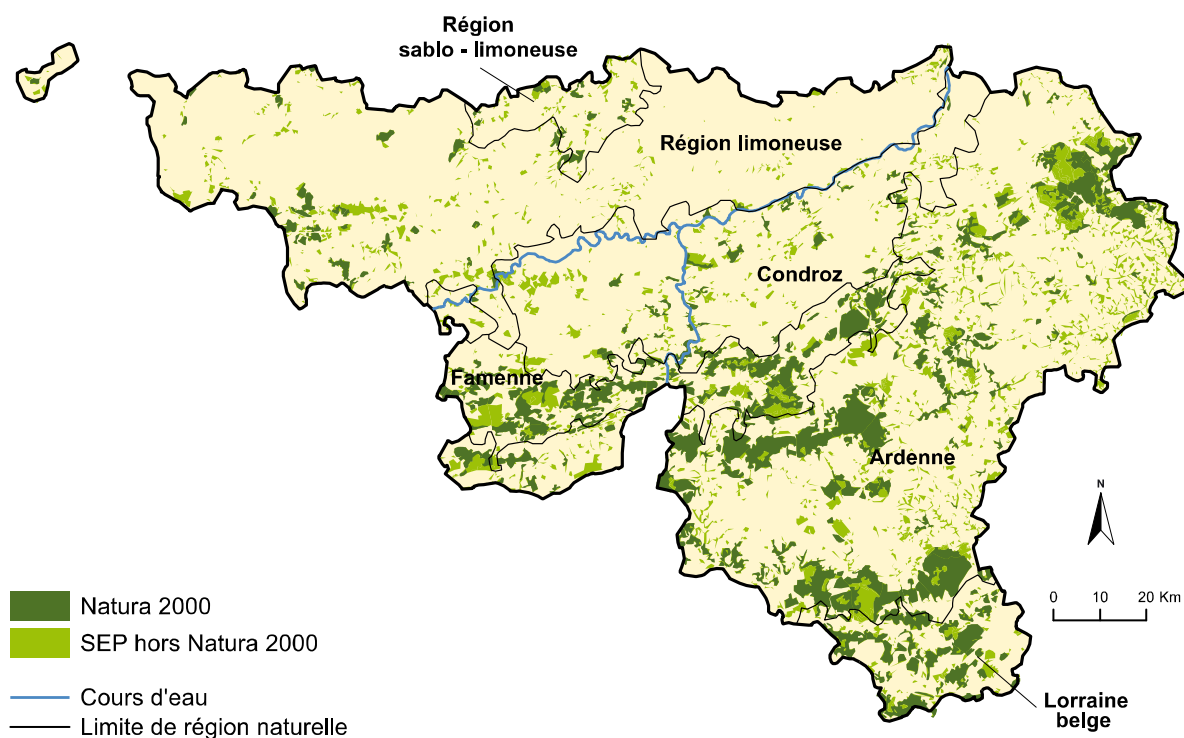 Région
sablo - limoneuse
Région limoneuse
Condroz
Famenne
Ardenne
N
0 10 20 Km
Natura 2000
SEP hors Natura 2000
Cours d'eau
Limite de région naturelle
Lorraine
belge